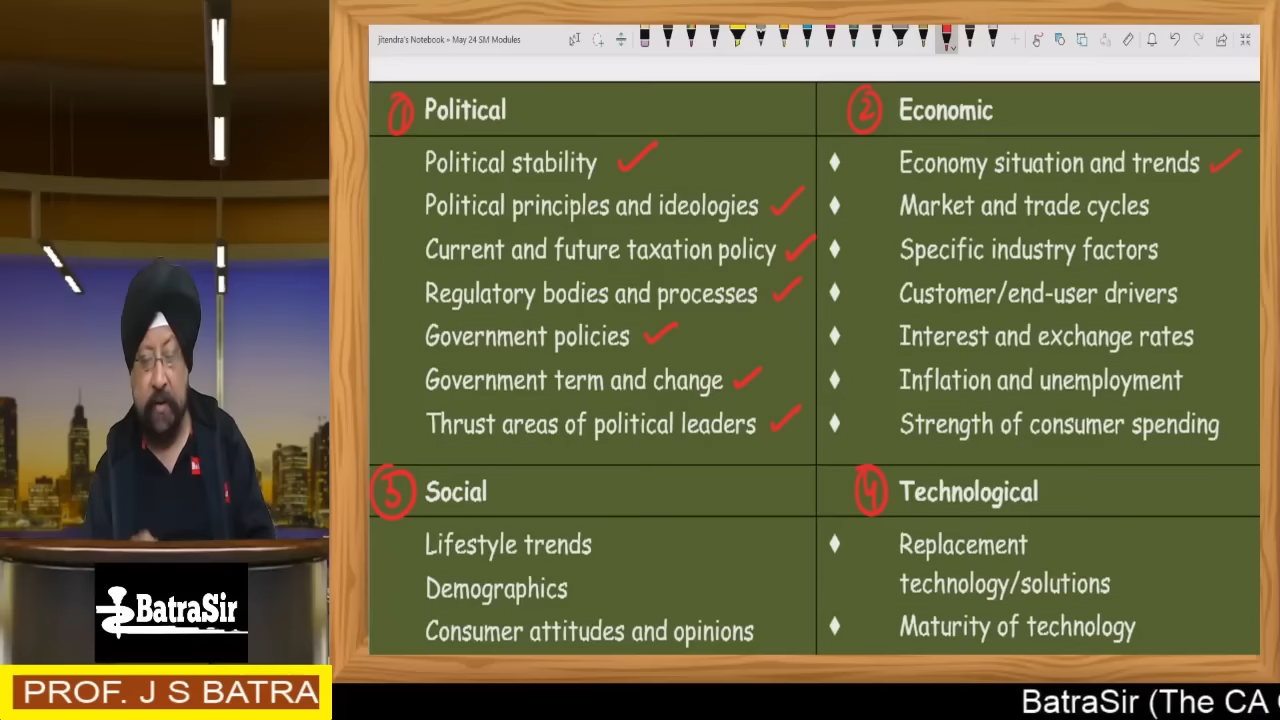 jitendra's Notebook » May 24 SM Modules
1 Political
Political stability
Political principles and ideologies
Current and future taxation policy
Regulatory bodies and processes
Government policies
Government term and change
Thrust areas of political leaders
2 Economic
Economy situation and trends
Market and trade cycles
Specific industry factors
Customer/end-user drivers
Interest and exchange rates
Inflation and unemployment
Strength of consumer spending
3 Social
Lifestyle trends
Demographics
Consumer attitudes and opinions
4 Technological
Replacement
technology/solutions
Maturity of technology
BatraSir
PROF. J S BATRA
BatraSir (The CA